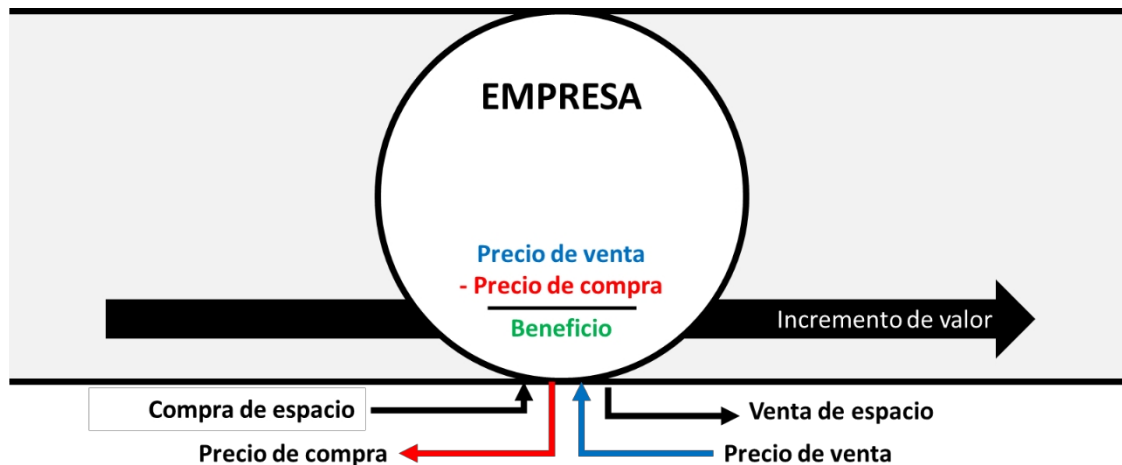 EMPRESA
Precio de venta
- Precio de compra
Beneficio
Incremento de valor
Compra de espacio
Venta de espacio
Precio de compra
Precio de venta